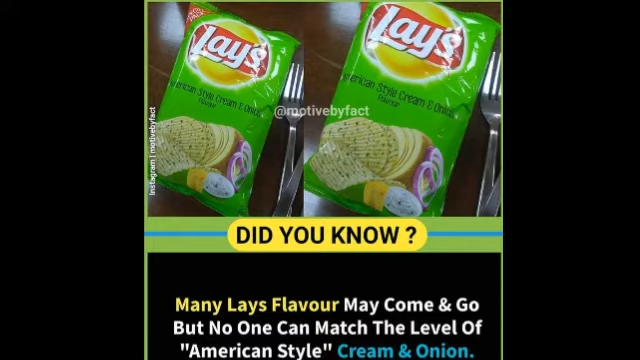 Lay's
American Style Cream & Onion
Flavour
Lay's
American Style Cream & Onion
Flavour
@motivebyfact
Instagram | motivebyfact
DID YOU KNOW ?
Many Lays Flavour May Come & Go
But No One Can Match The Level Of
"American Style" Cream & Onion.